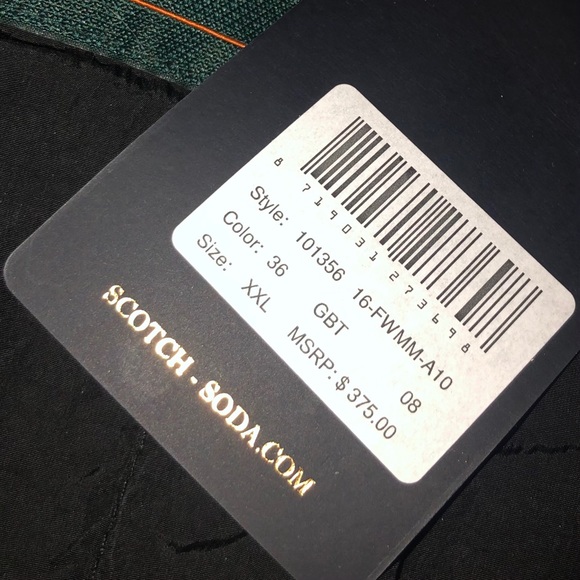 8 719031 273698
Style: 101356 16-FWMM-A10
Color: 36 GBT 08
Size: XXL MSRP: $ 375.00
SCOTCH - SODA.COM